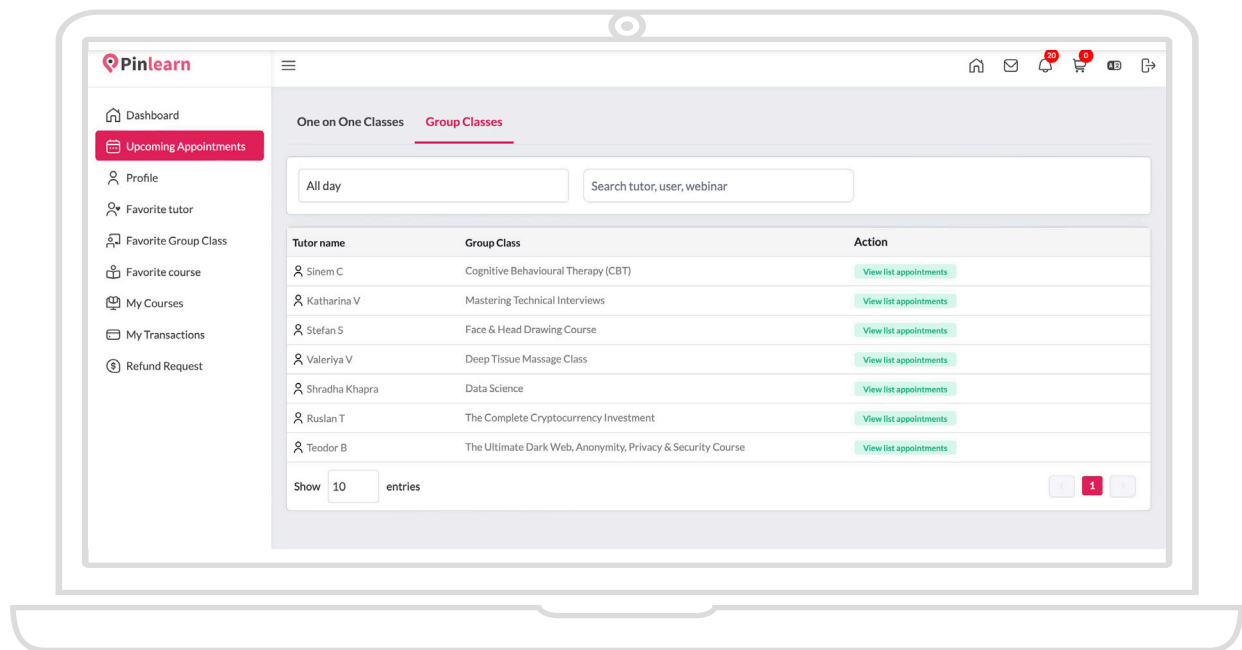 Pinlearn
20
0
Dashboard
Upcoming Appointments
Profile
Favorite tutor
Favorite Group Class
Favorite course
My Courses
My Transactions
Refund Request
One on One Classes Group Classes
All day Search tutor, user, webinar
Tutor name Group Class Action
Sinem C Cognitive Behavioural Therapy (CBT) View list appointments
Katharina V Mastering Technical Interviews View list appointments
Stefan S Face & Head Drawing Course View list appointments
Valeriya V Deep Tissue Massage Class View list appointments
Shradha Khapra Data Science View list appointments
Ruslan T The Complete Cryptocurrency Investment View list appointments
Teodor B The Ultimate Dark Web, Anonymity, Privacy & Security Course View list appointments
Show 10 entries 1